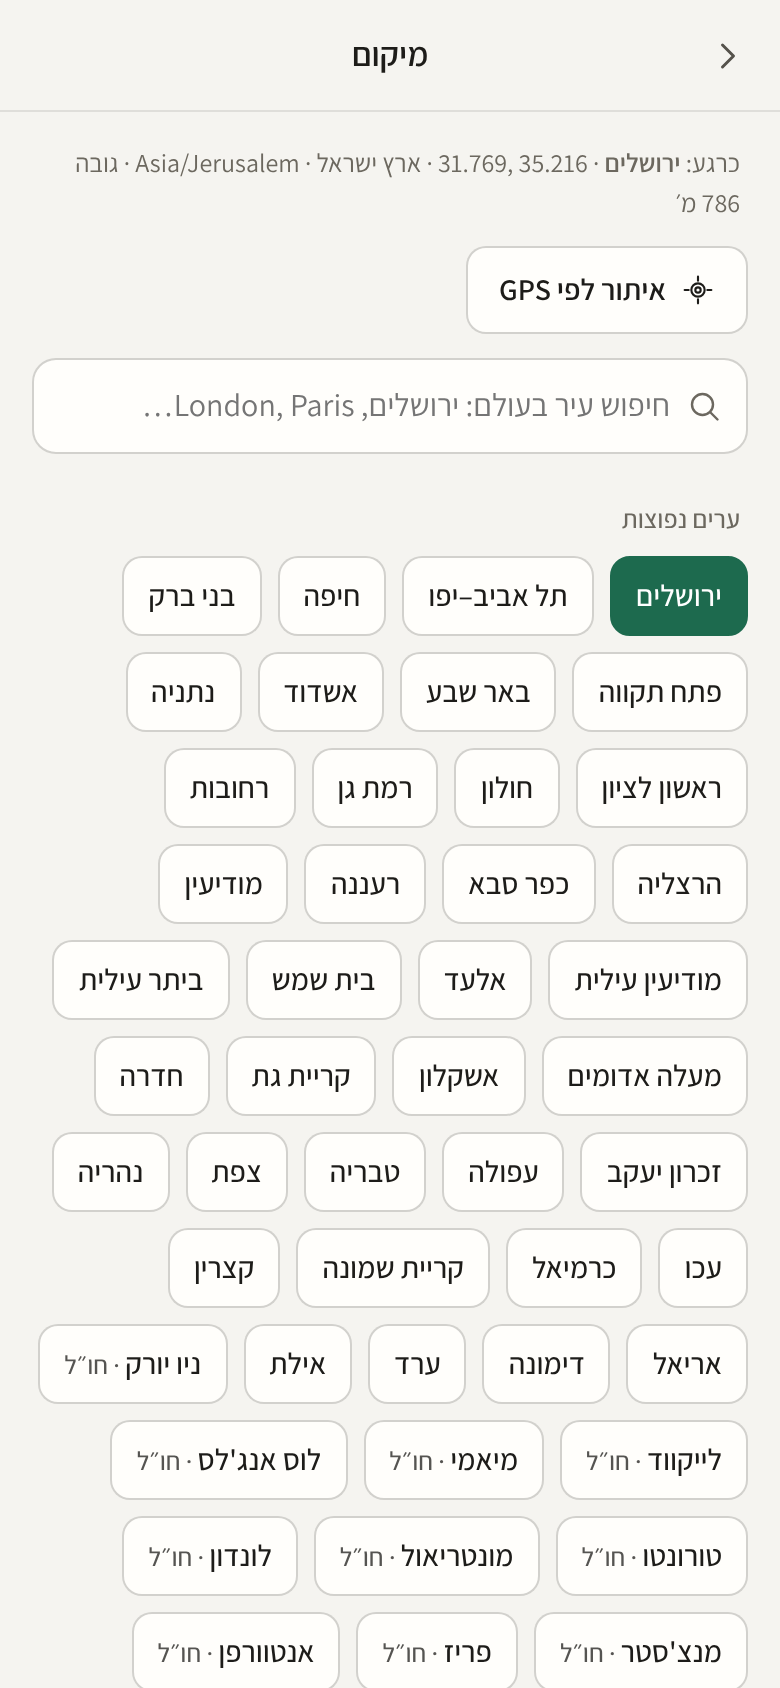 מיקום
כרגע: ירושלים · 31.769, 35.216 · ארץ ישראל · Asia/Jerusalem · גובה
786 מ׳
איתור לפי GPS
חיפוש עיר בעולם: ירושלים, London, Paris…
ערים נפוצות
ירושלים תל אביב–יפו חיפה בני ברק
פתח תקווה באר שבע אשדוד נתניה
ראשון לציון חולון רמת גן רחובות
הרצליה כפר סבא רעננה מודיעין
מודיעין עילית אלעד בית שמש ביתר עילית
מעלה אדומים אשקלון קריית גת חדרה
זכרון יעקב עפולה טבריה צפת נהריה
עכו כרמיאל קריית שמונה קצרין
אריאל דימונה ערד אילת ניו יורק · חו״ל
לייקווד · חו״ל מיאמי · חו״ל לוס אנג'לס · חו״ל
טורונטו · חו״ל מונטריאול · חו״ל לונדון · חו״ל
מנצ'סטר · חו״ל פריז · חו״ל אנטוורפן · חו״ל